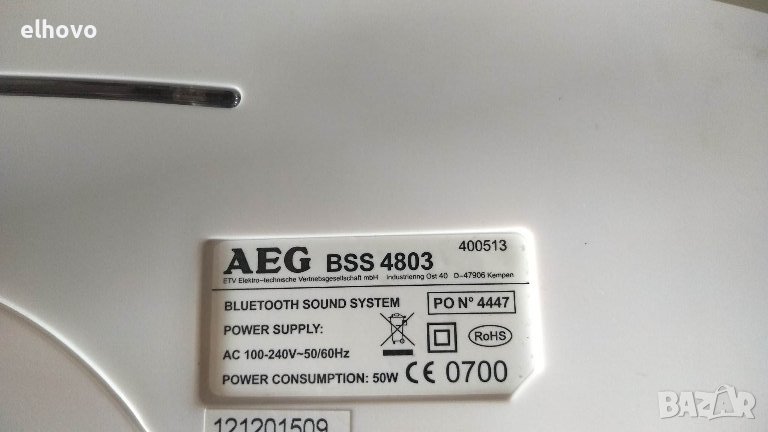 elhovo
AEG BSS 4803 400513
ETV Elektro-technische Vertriebsgesellschaft mbH Industriering Ost 40 D-47906 Kempen
BLUETOOTH SOUND SYSTEM PO N° 4447
POWER SUPPLY:
AC 100-240V~50/60Hz
RoHS
POWER CONSUMPTION: 50W CE 0700
121201509
BAZAR